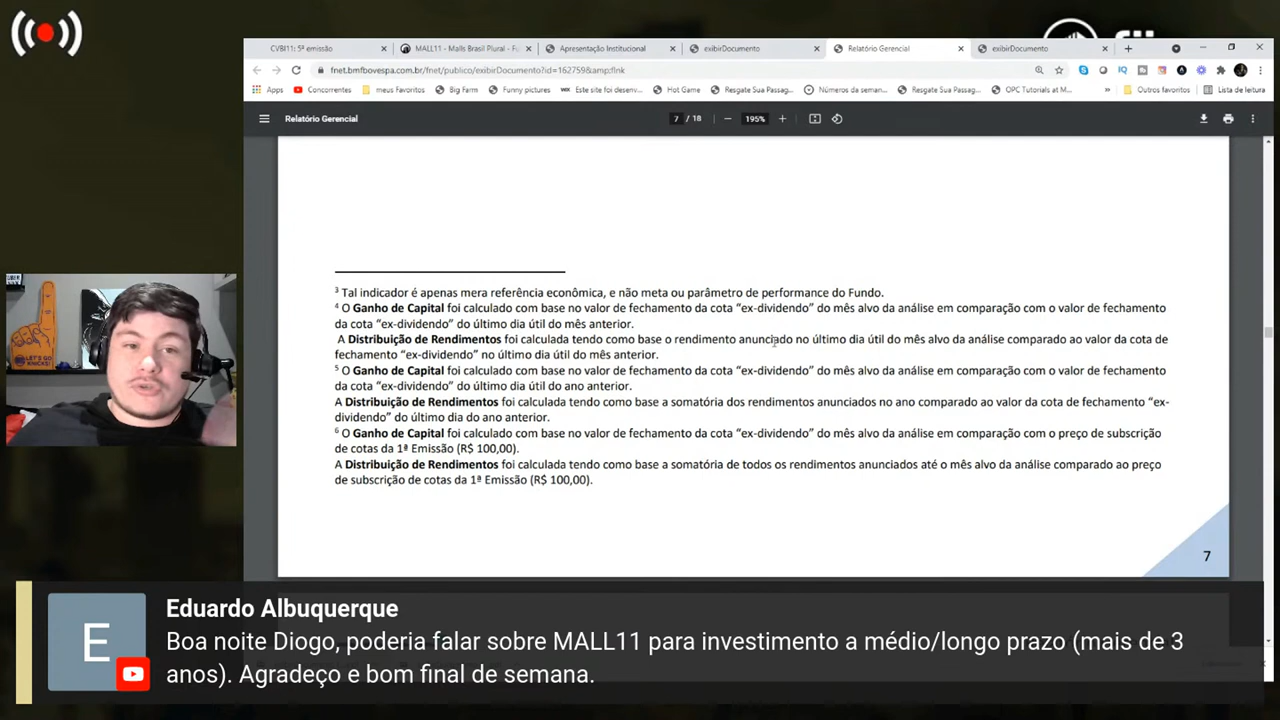 CVBI11: 5ª emissão
MALL11 - Malls Brasil Plural - Fu
Apresentação Institucional
exibirDocumento
Relatório Gerencial
exibirDocumento
fnet.bmfbovespa.com.br/fnet/publico/exibirDocumento?id=162759&amp;flnk
Apps
Concorrentes
meus Favoritos
Big Farm
Funny pictures
Este site foi desenv...
Hot Game
Resgate Sua Passag...
Números da seman...
Resgate Sua Passag...
OPC Tutorials at M...
Outros favoritos
Lista de leitura
Relatório Gerencial
7 / 18
195%
³ Tal indicador é apenas mera referência econômica, e não meta ou parâmetro de performance do Fundo.
⁴ O Ganho de Capital foi calculado com base no valor de fechamento da cota “ex-dividendo” do mês alvo da análise em comparação com o valor de fechamento
da cota “ex-dividendo” do último dia útil do mês anterior.
A Distribuição de Rendimentos foi calculada tendo como base o rendimento anunciado no último dia útil do mês alvo da análise comparado ao valor da cota de
fechamento “ex-dividendo” no último dia útil do mês anterior.
⁵ O Ganho de Capital foi calculado com base no valor de fechamento da cota “ex-dividendo” do mês alvo da análise em comparação com o valor de fechamento
da cota “ex-dividendo” do último dia útil do ano anterior.
A Distribuição de Rendimentos foi calculada tendo como base a somatória dos rendimentos anunciados no ano comparado ao valor da cota de fechamento “ex-
dividendo” do último dia do ano anterior.
⁶ O Ganho de Capital foi calculado com base no valor de fechamento da cota “ex-dividendo” do mês alvo da análise em comparação com o preço de subscrição
de cotas da 1ª Emissão (R$ 100,00).
A Distribuição de Rendimentos foi calculada tendo como base a somatória de todos os rendimentos anunciados até o mês alvo da análise comparado ao preço
de subscrição de cotas da 1ª Emissão (R$ 100,00).
7
LET'S GO KNICKS!
E
Eduardo Albuquerque
Boa noite Diogo, poderia falar sobre MALL11 para investimento a médio/longo prazo (mais de 3
anos). Agradeço e bom final de semana.